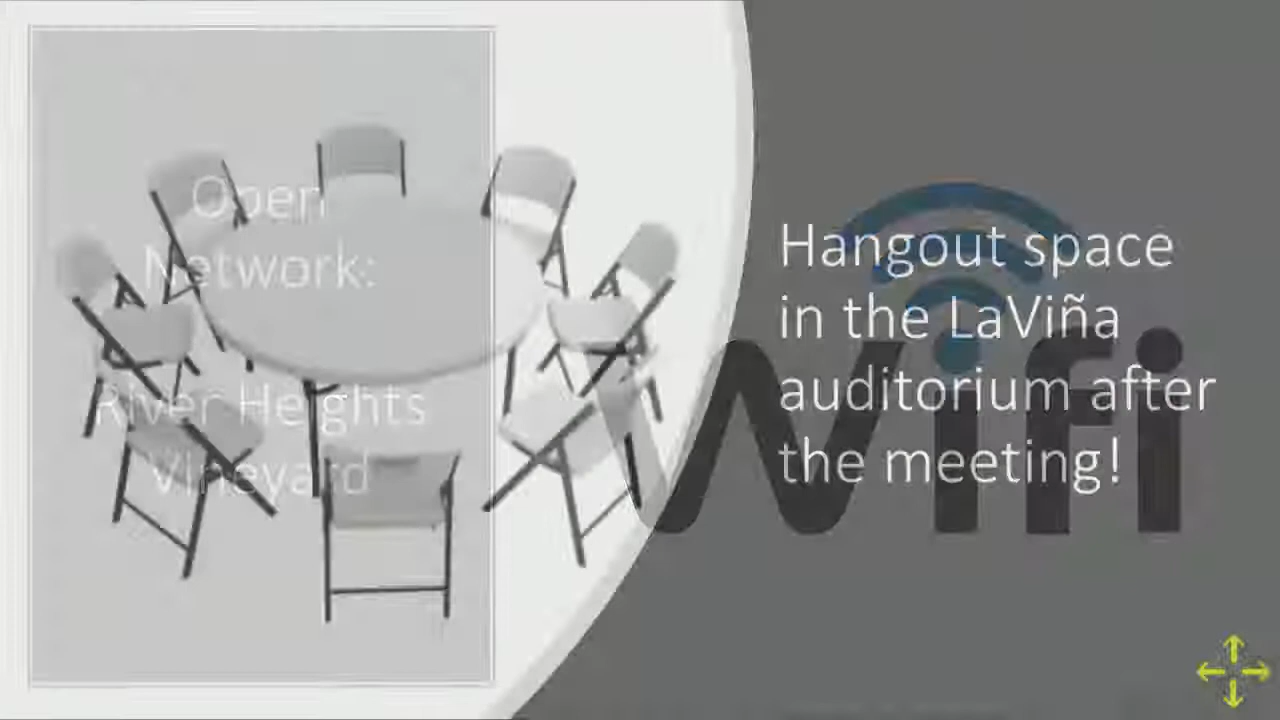 Open
Network:
River Heights
Vineyard
Hangout space
in the LaViña
auditorium after
the meeting!
Wifi